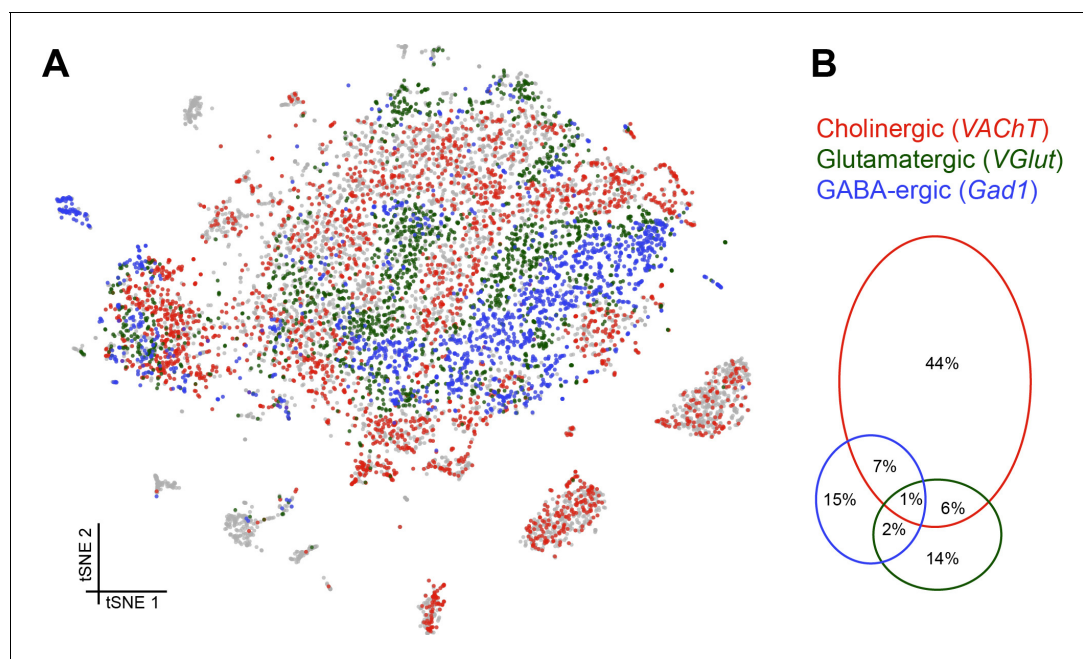 A
tSNE 2
tSNE 1
B
Cholinergic (VAChT)
Glutamatergic (VGlut)
GABA-ergic (Gad1)
44%
7%
15%
1%
6%
2%
14%